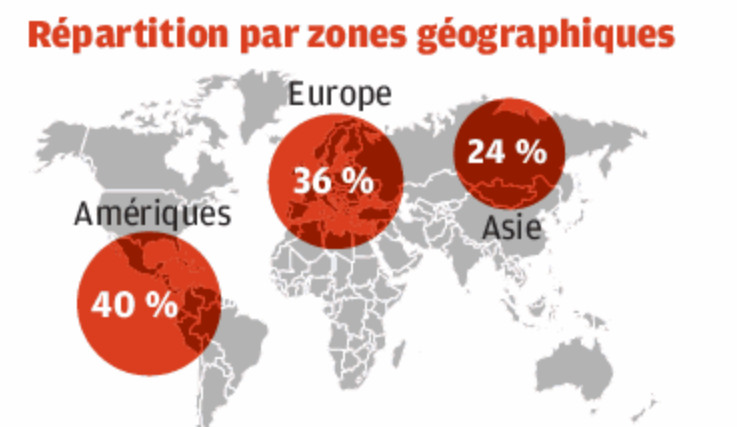 Répartition par zones géographiques
Europe
36 %
24 %
Asie
Amériques
40 %